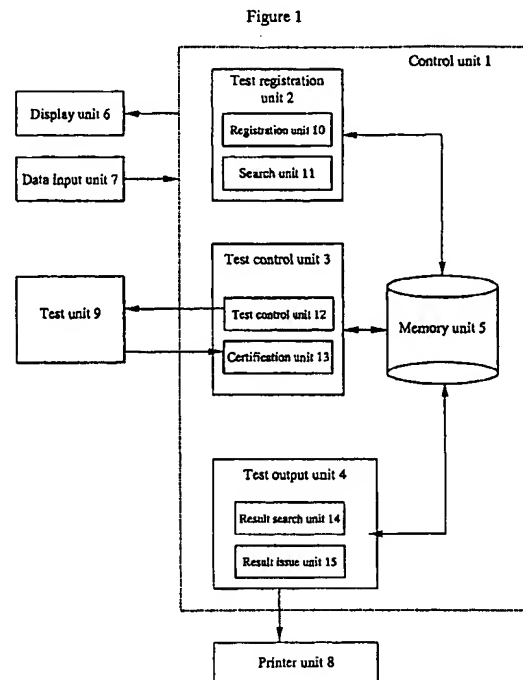 Figure 1
Control unit 1
Test registration
unit 2
Registration unit 10
Search unit 11
Display unit 6
Data Input unit 7
Test control unit 3
Test control unit 12
Certification unit 13
Test unit 9
Memory unit 5
Test output unit 4
Result search unit 14
Result issue unit 15
Printer unit 8